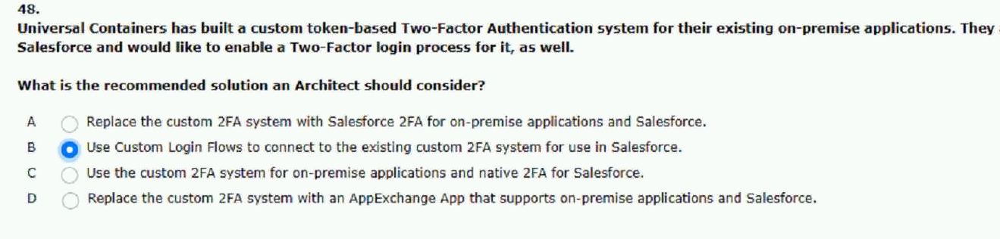 48.
Universal Containers has built a custom token-based Two-Factor Authentication system for their existing on-premise applications. They
Salesforce and would like to enable a Two-Factor login process for it, as well.
What is the recommended solution an Architect should consider?
A Replace the custom 2FA system with Salesforce 2FA for on-premise applications and Salesforce.
B Use Custom Login Flows to connect to the existing custom 2FA system for use in Salesforce.
C Use the custom 2FA system for on-premise applications and native 2FA for Salesforce.
D Replace the custom 2FA system with an AppExchange App that supports on-premise applications and Salesforce.